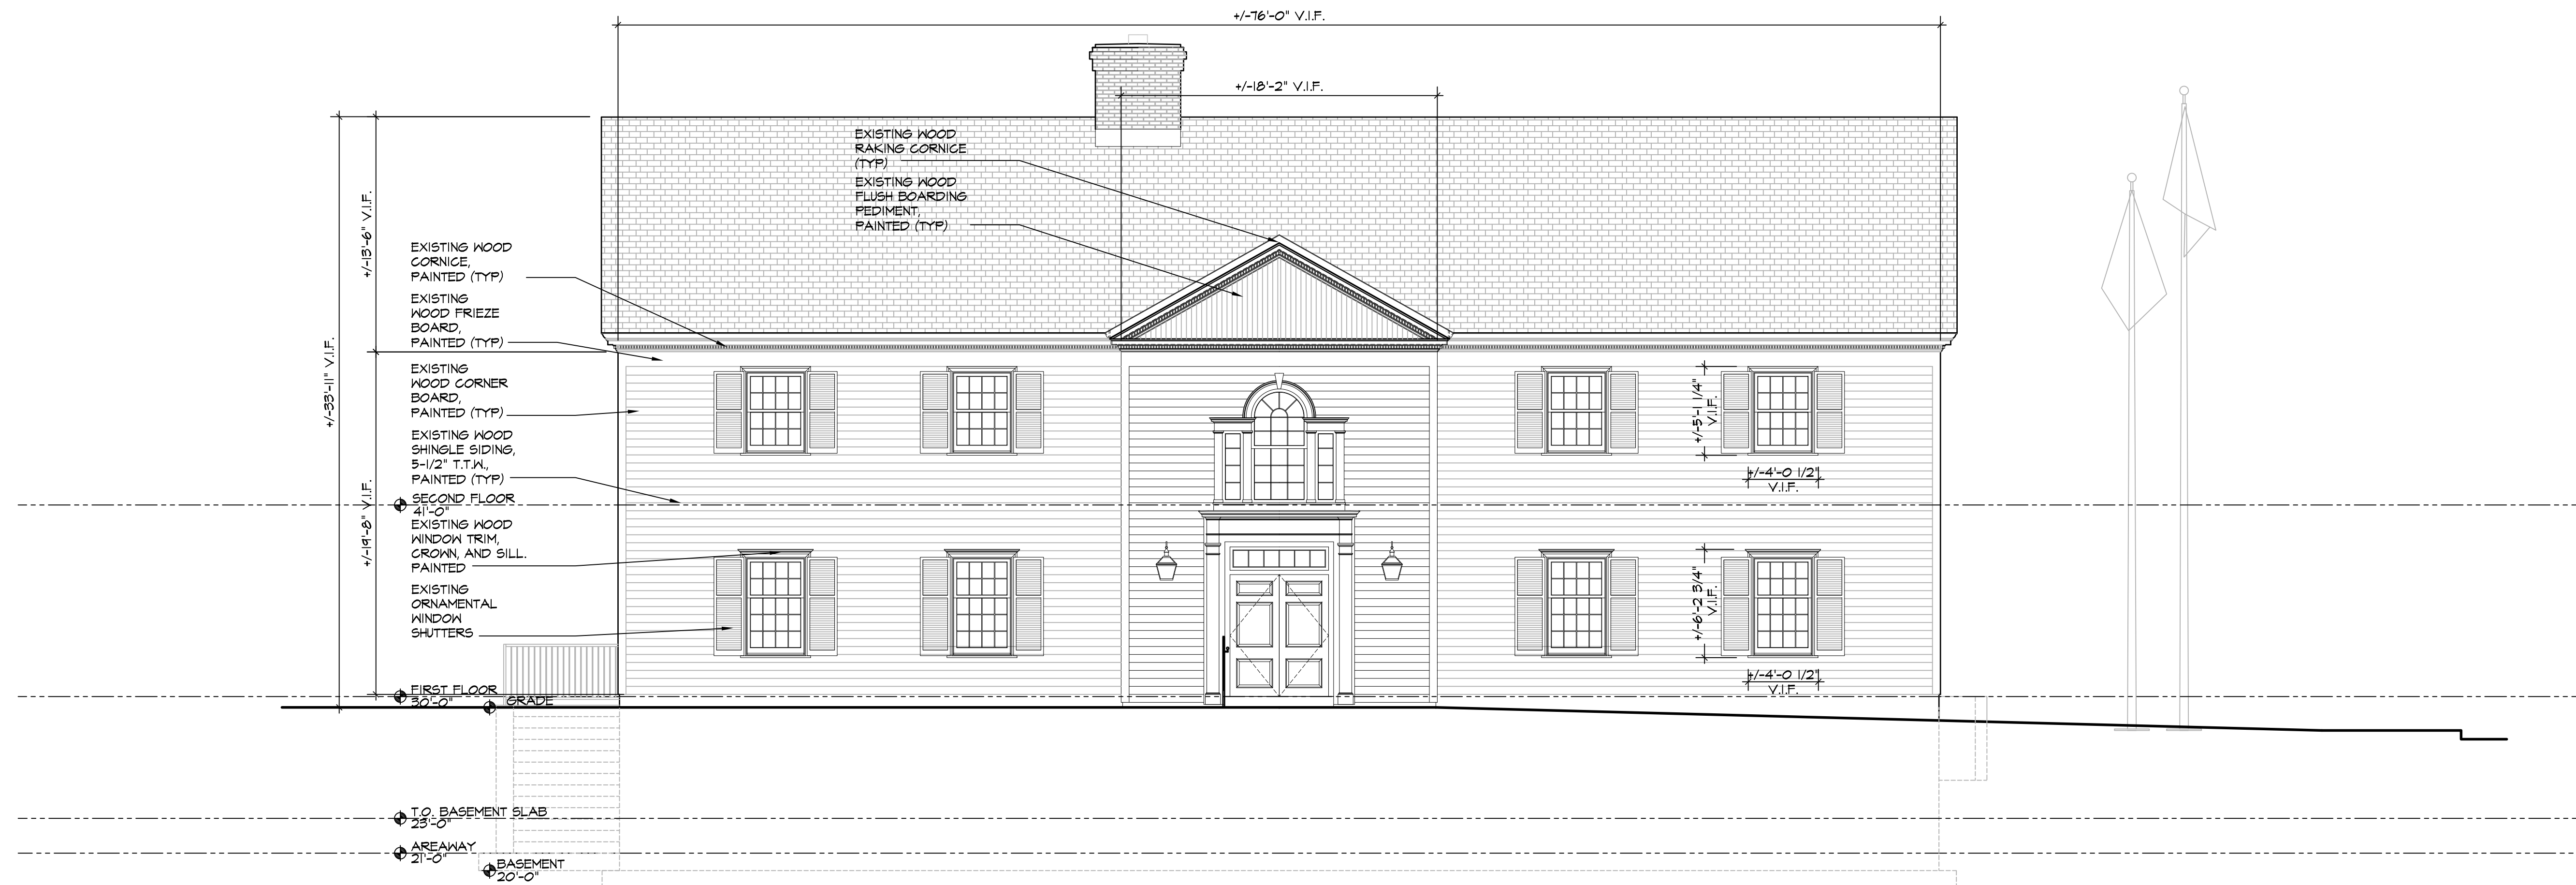 +/-76'-0" V.I.F.
+/-18'-2" V.I.F.
EXISTING WOOD
RAKING CORNICE
(TYP)
EXISTING WOOD
FLUSH BOARDING
PEDIMENT,
PAINTED (TYP)
+/-13'-6" V.I.F.
+/-33'-11" V.I.F.
+/-19'-8" V.I.F.
EXISTING WOOD
CORNICE,
PAINTED (TYP)
EXISTING
WOOD FRIEZE
BOARD,
PAINTED (TYP)
EXISTING
WOOD CORNER
BOARD,
PAINTED (TYP)
EXISTING WOOD
SHINGLE SIDING,
5-1/2" T.T.W.,
PAINTED (TYP)
SECOND FLOOR
41'-0"
EXISTING WOOD
WINDOW TRIM,
CROWN, AND SILL.
PAINTED
EXISTING
ORNAMENTAL
WINDOW
SHUTTERS
+/-5'-1 1/4"
V.I.F.
+/-4'-0 1/2"
V.I.F.
+/-6'-2 3/4"
V.I.F.
+/-4'-0 1/2"
V.I.F.
FIRST FLOOR
30'-0"
GRADE
T.O. BASEMENT SLAB
23'-0"
AREAWAY
21'-0"
BASEMENT
20'-0"